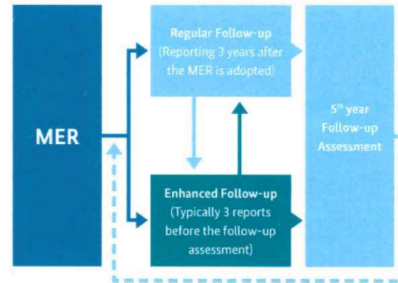 MER
Regular Follow-up
(Reporting 3 years after
the MER is adopted)
Enhanced Follow-up
(Typically 3 reports
before the follow-up
assessment)
5th year
Follow-up
Assessment